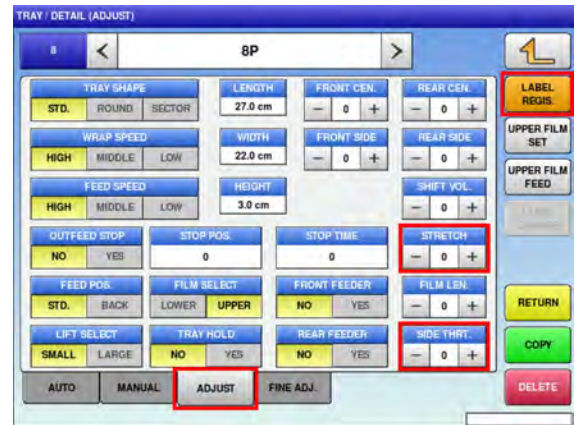 TRAY / DETAIL (ADJUST)
8 < 8P >
TRAY SHAPE LENGTH FRONT CEN. REAR CEN. LABEL REGIS.
STD. ROUND SECTOR 27.0 cm − 0 + − 0 +
WRAP SPEED WIDTH FRONT SIDE REAR SIDE UPPER FILM SET
HIGH MIDDLE LOW 22.0 cm − 0 + − 0 +
FEED SPEED HEIGHT SHIFT VOL. UPPER FILM FEED
HIGH MIDDLE LOW 3.0 cm − 0 +
OUTFEED STOP STOP POS. STOP TIME STRETCH
NO YES 0 0 − 0 +
FEED POS. FILM SELECT FRONT FEEDER FILM LEN.
STD. BACK LOWER UPPER NO YES − 0 + RETURN
LIFT SELECT TRAY HOLD REAR FEEDER SIDE THRT. COPY
SMALL LARGE NO YES NO YES − 0 +
AUTO MANUAL ADJUST FINE ADJ. DELETE